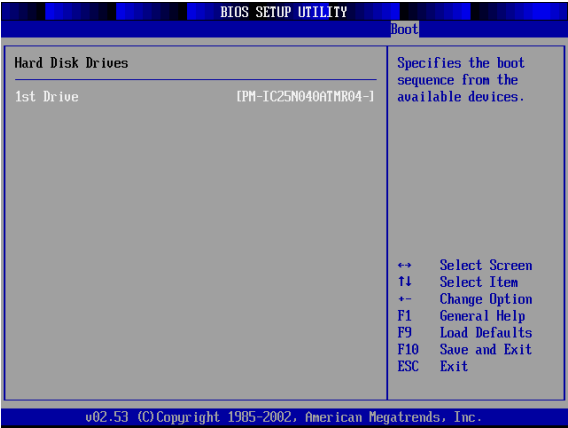 BIOS SETUP UTILITY
Boot
Hard Disk Drives
1st Drive [PM-IC25N040ATMR04-]
Specifies the boot
sequence from the
available devices.
↔ Select Screen
↑↓ Select Item
+- Change Option
F1 General Help
F9 Load Defaults
F10 Save and Exit
ESC Exit
v02.53 (C)Copyright 1985-2002, American Megatrends, Inc.